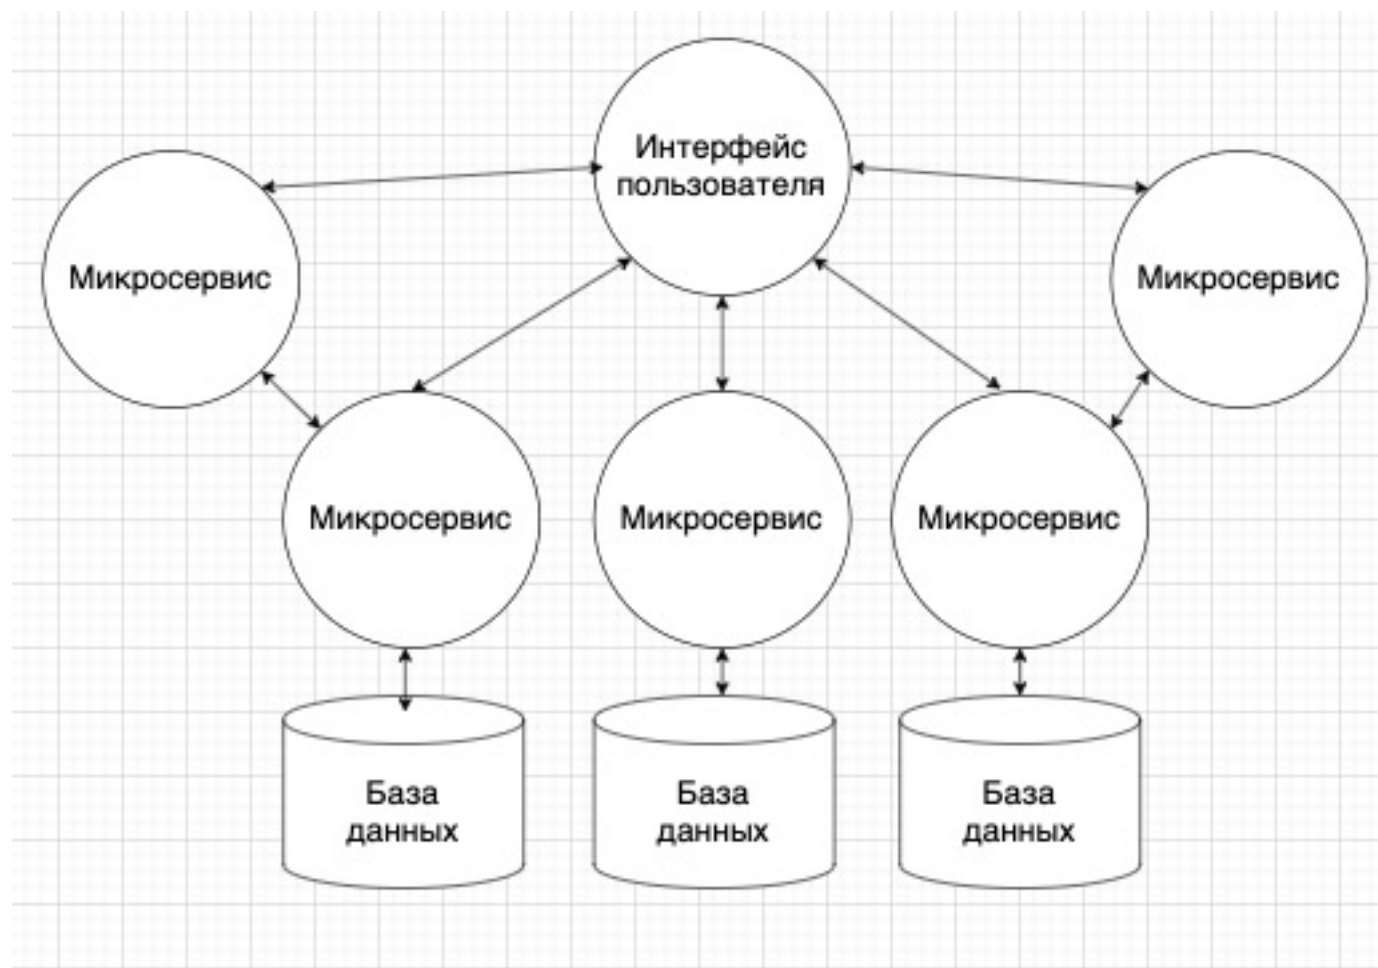 Интерфейс
пользователя
Микросервис
Микросервис
Микросервис
Микросервис
Микросервис
База
данных
База
данных
База
данных